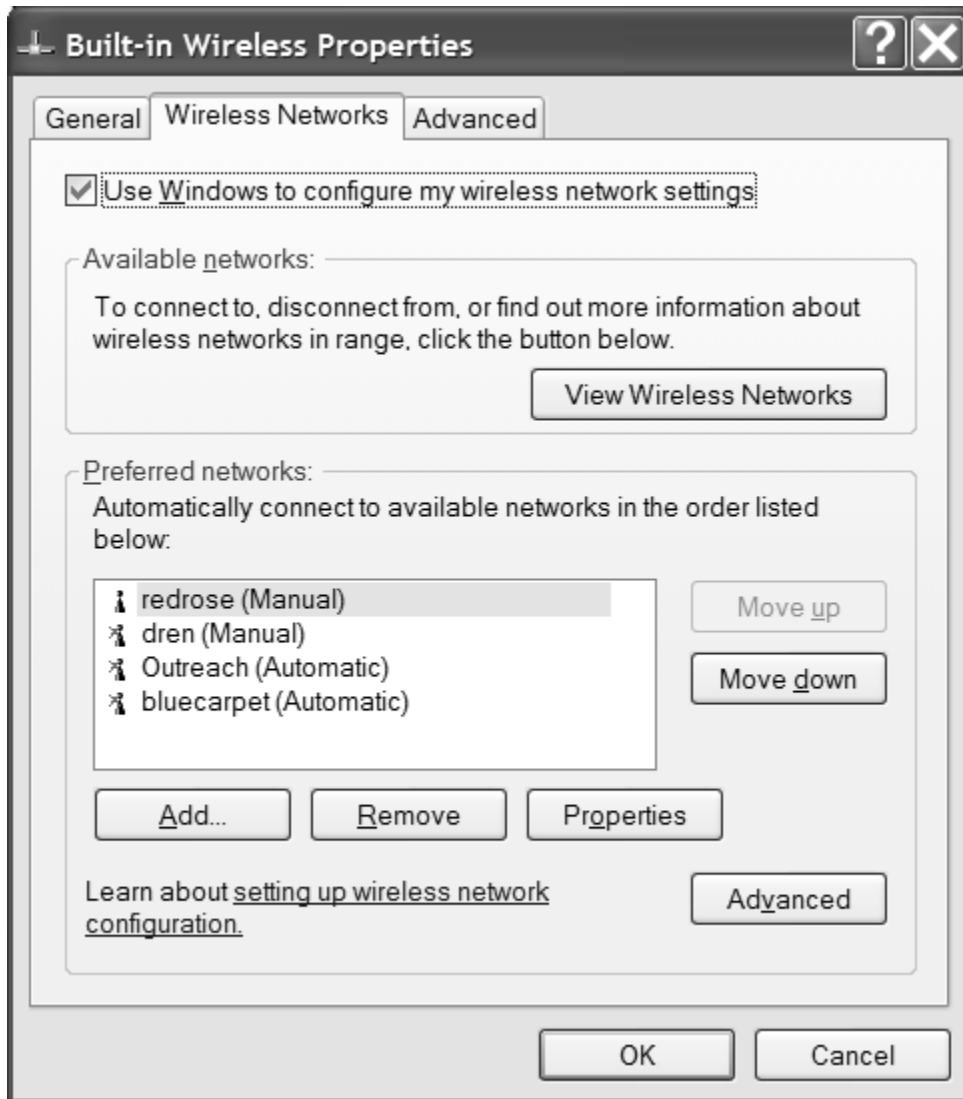 Built-in Wireless Properties
General
Wireless Networks
Advanced
Use Windows to configure my wireless network settings
Available networks:
To connect to, disconnect from, or find out more information about
wireless networks in range, click the button below.
View Wireless Networks
Preferred networks:
Automatically connect to available networks in the order listed
below:
redrose (Manual)
dren (Manual)
Outreach (Automatic)
bluecarpet (Automatic)
Move up
Move down
Add...
Remove
Properties
Learn about setting up wireless network
configuration.
Advanced
OK
Cancel